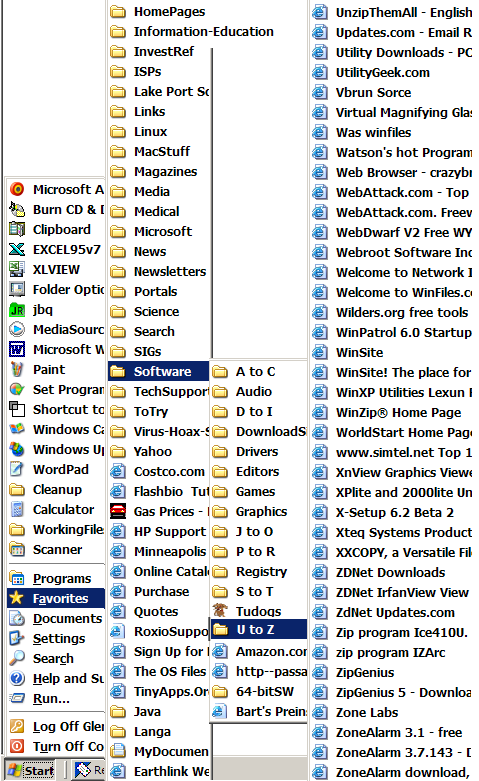 Microsoft A
Burn CD & D
Clipboard
EXCEL95v7
XLVIEW
Folder Optio
jbq
MediaSourc
Microsoft W
Paint
Set Program
Shortcut to
Windows Ca
Windows Up
WordPad
Cleanup
Calculator
WorkingFiles
Scanner
Programs
Favorites
Documents
Settings
Search
Help and Su
Run...
Log Off Glen
Turn Off Co
Start
Re
HomePages
Information-Education
InvestRef
ISPs
Lake Port Sc
Links
Linux
MacStuff
Magazines
Media
Medical
Microsoft
News
Newsletters
Portals
Science
Search
SIGs
Software
TechSupport
ToTry
Virus-Hoax-S
Yahoo
Costco.com
Flashbio Tut
Gas Prices - 
HP Support
Minneapolis
Online Catal
Purchase
Quotes
RoxioSuppo
Sign Up for
The OS Files
TinyApps.Or
Java
Langa
MyDocumen
Earthlink We
A to C
Audio
D to I
DownloadSi
Drivers
Editors
Games
Graphics
J to O
P to R
Registry
S to T
Tudogs
U to Z
Amazon.com
http--passa
64-bitSW
Bart's Preins
UnzipThemAll - English
Updates.com - Email R
Utility Downloads - PC
UtilityGeek.com
Vbrun Sorce
Virtual Magnifying Glas
Was winfiles
Watson's hot Program
Web Browser - crazybr
WebAttack.com - Top
WebAttack.com. Freew
WebDwarf V2 Free WY
Webroot Software Inc
Welcome to Network I
Welcome to WinFiles.co
Wilders.org free tools
WinPatrol 6.0 Startup
WinSite
WinSite! The place for
WinXP Utilities Lexun F
WinZip® Home Page
WorldStart Home Page
www.simtel.net Top 1
XnView Graphics Viewe
XPlite and 2000lite Un
X-Setup 6.2 Beta 2
Xteq Systems Product
XXCOPY, a Versatile Fil
ZDNet Downloads
ZDNet IrfanView View
ZdNet Updates.com
Zip program Ice410U.
zip program IZArc
ZipGenius
ZipGenius 5 - Downloa
Zone Labs
ZoneAlarm 3.1 - free
ZoneAlarm 3.7.143 - D
ZoneAlarm download,